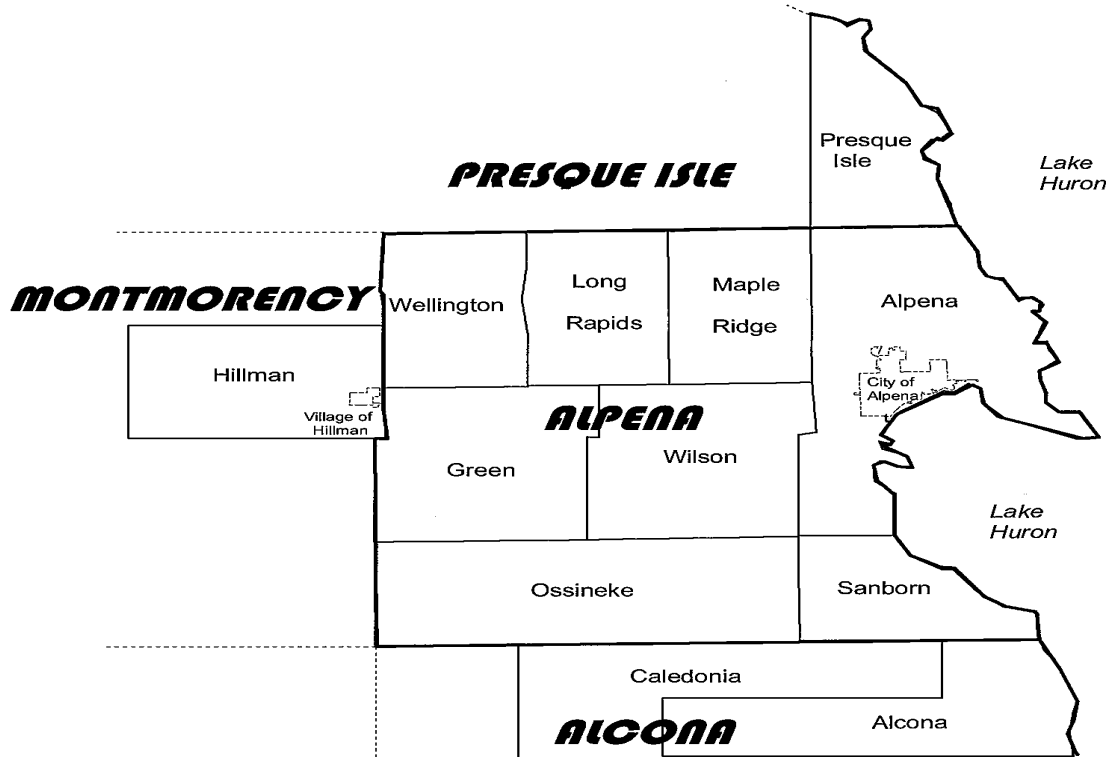 Presque
Isle
Lake
Huron
PRESQUE ISLE
MONTMORENCY
Wellington
Long
Rapids
Maple
Ridge
Alpena
Hillman
Village of
Hillman
City of
Alpena
ALPENA
Green
Wilson
Lake
Huron
Ossineke
Sanborn
Caledonia
Alcona
ALCONA